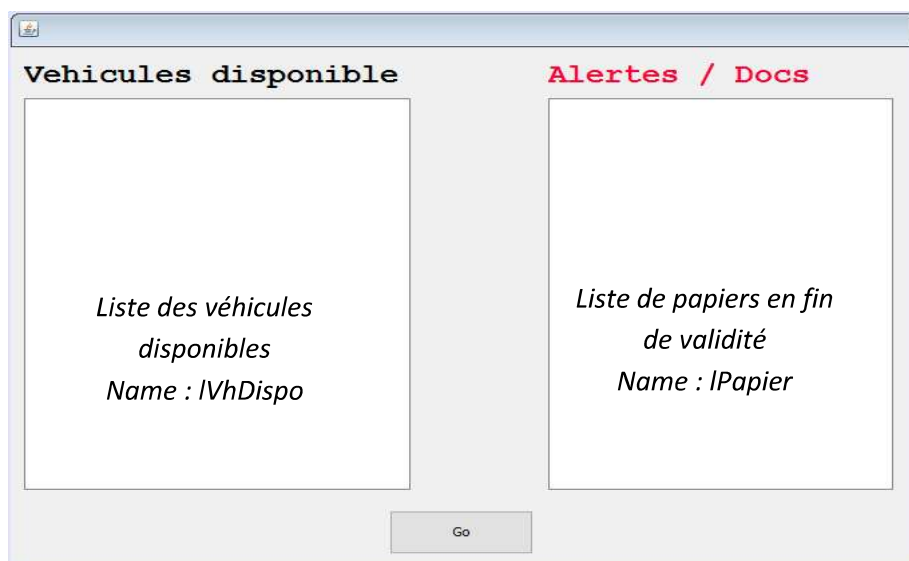 Vehicules disponible
Alertes / Docs
Liste des véhicules
disponibles
Name : lVhDispo
Liste de papiers en fin
de validité
Name : lPapier
Go